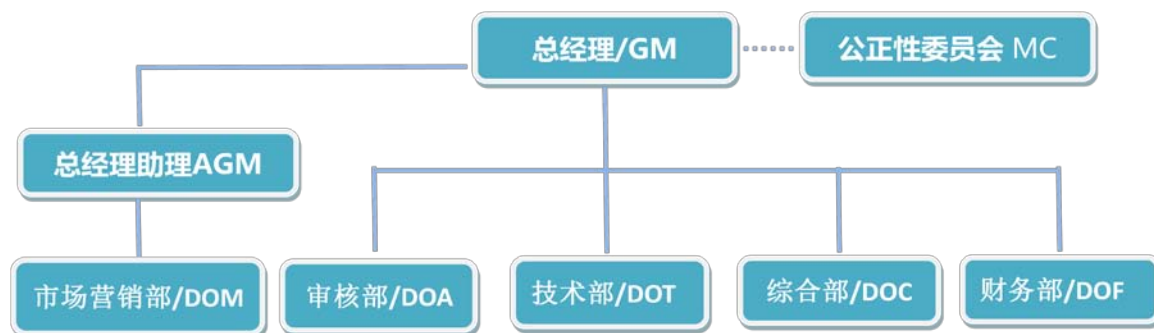 总经理/GM
公正性委员会 MC
总经理助理AGM
市场营销部/DOM
审核部/DOA
技术部/DOT
综合部/DOC
财务部/DOF